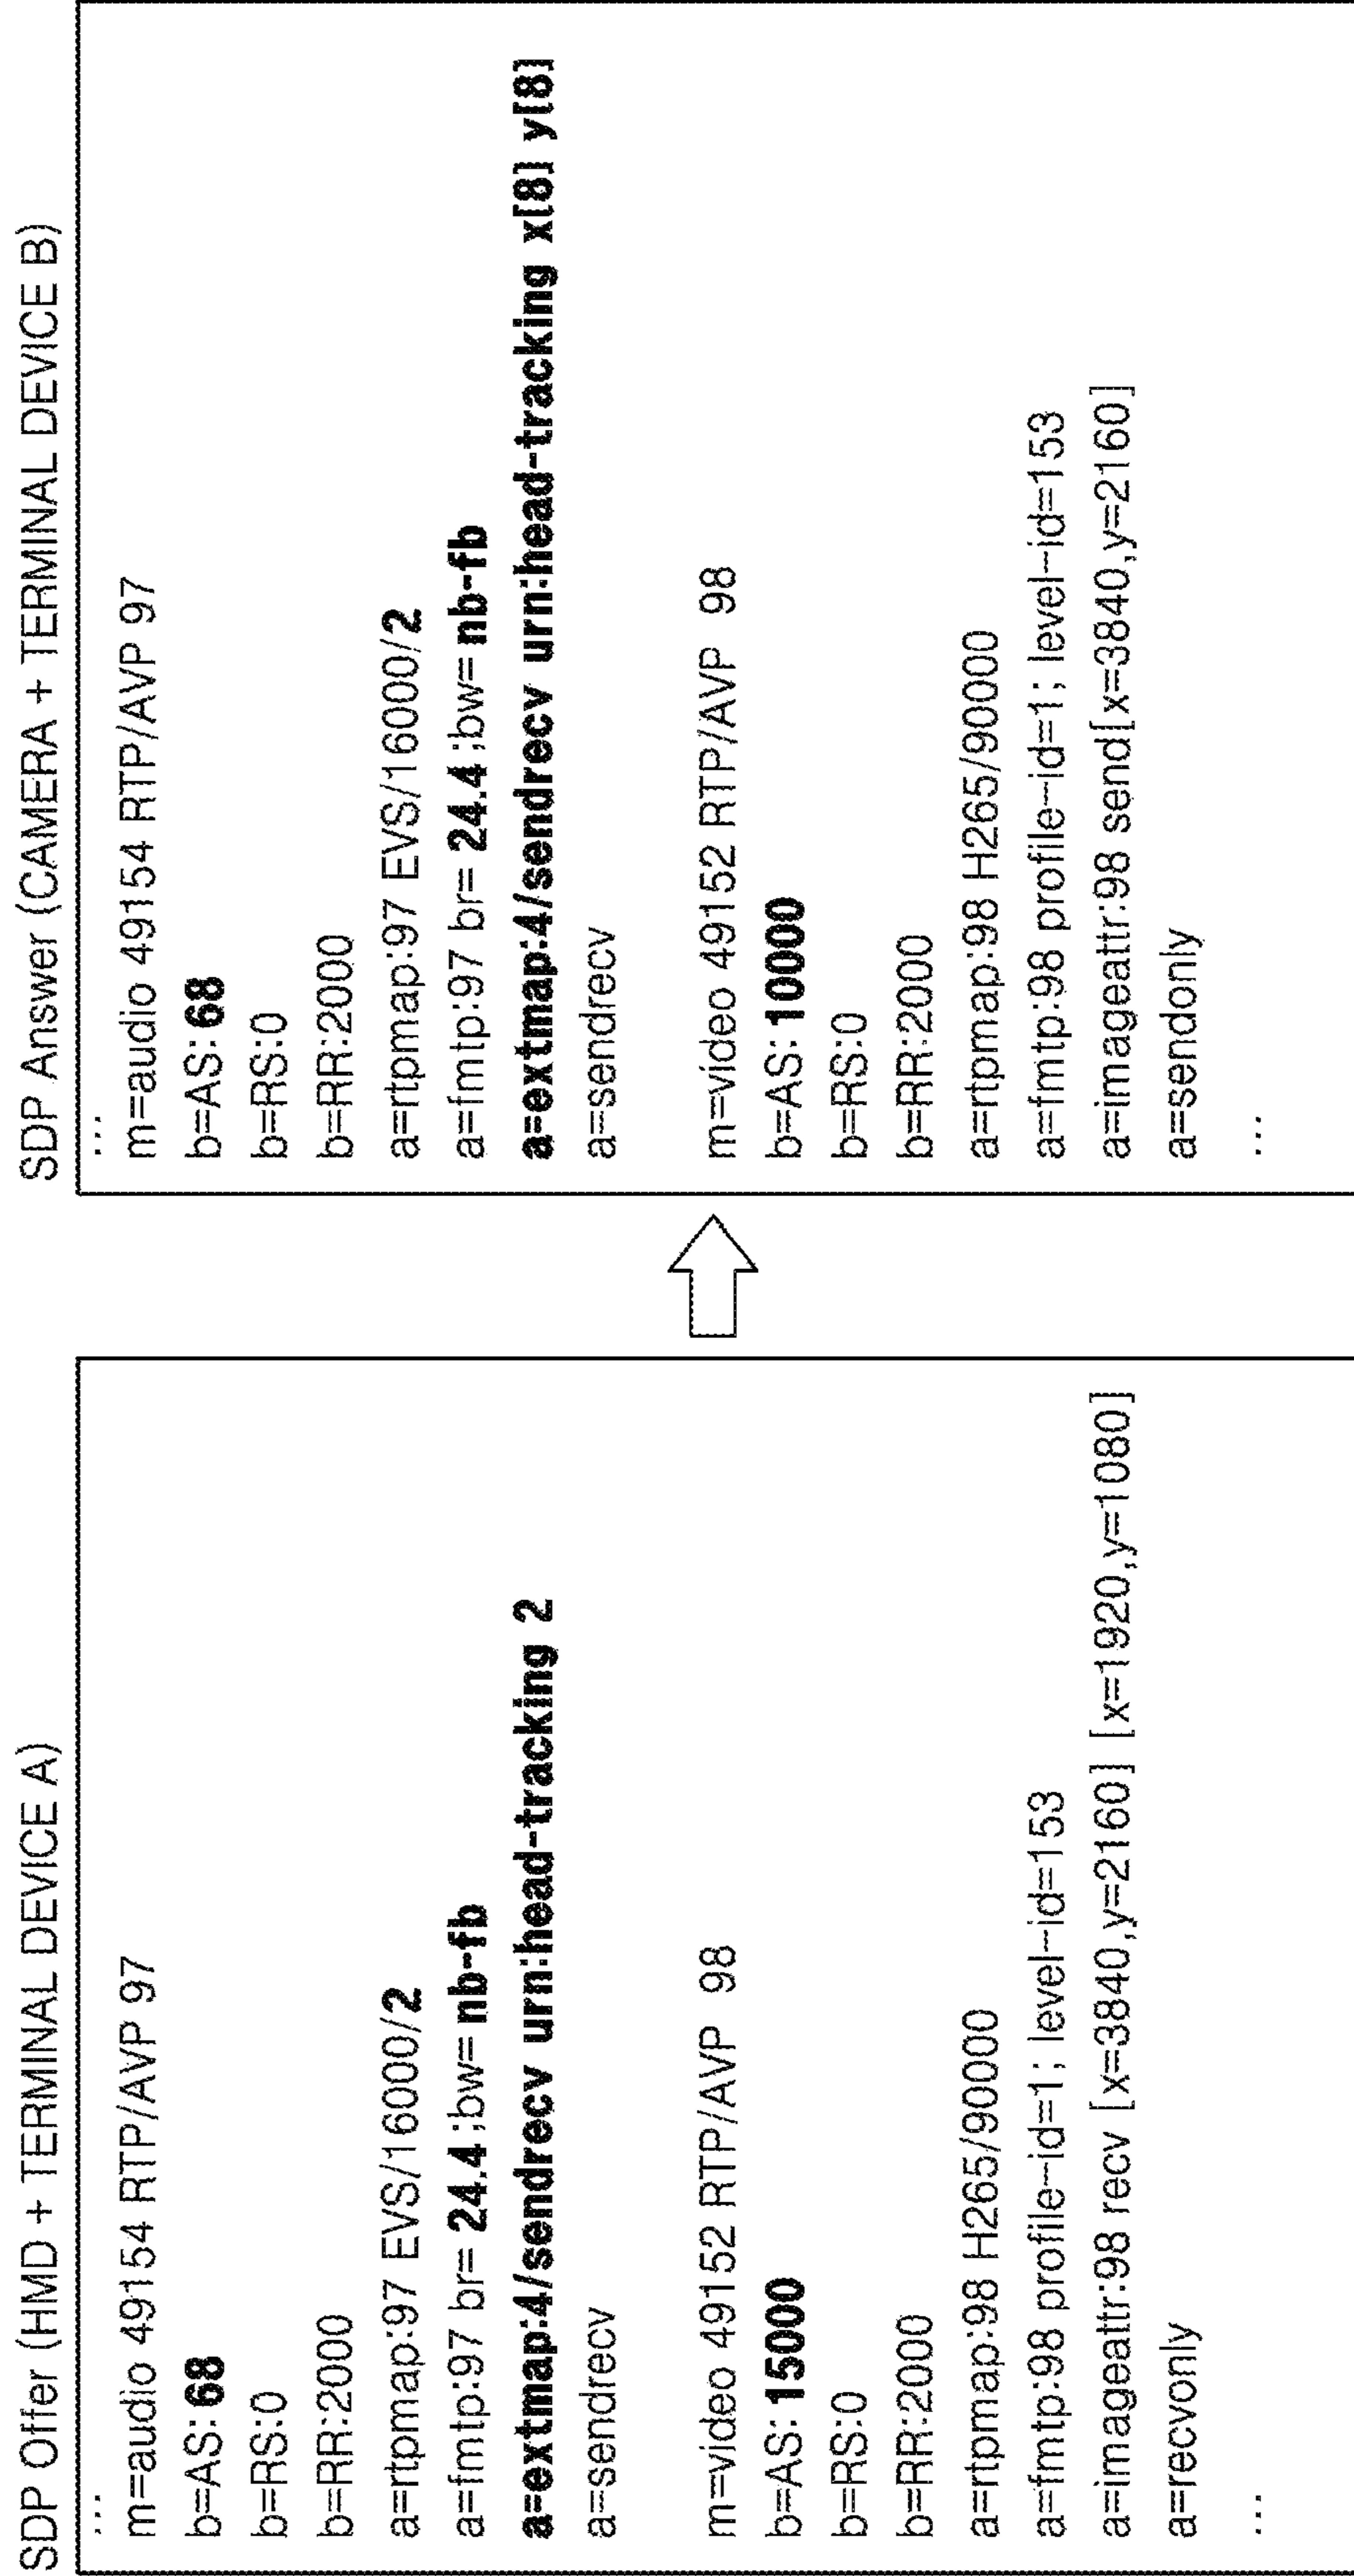 SDP Offer (HMD + TERMINAL DEVICE A)
...
m=audio 49154 RTP/AVP 97
b=AS: 68
b=RS:0
b=RR:2000
a=rtpmap:97 EVS/16000/2
a=fmtp:97 br= 24.4 ;bw= nb-fb
a=extmap:4/sendrecv urn:head-tracking 2
a=sendrecv
m=video 49152 RTP/AVP 98
b=AS: 15000
b=RS:0
b=RR:2000
a=rtpmap:98 H265/90000
a=fmtp:98 profile-id=1; level-id=153
a=imageattr:98 recv [x=3840,y=2160] [x=1920,y=1080]
a=recvonly
...
SDP Answer (CAMERA + TERMINAL DEVICE B)
...
m=audio 49154 RTP/AVP 97
b=AS: 68
b=RS:0
b=RR:2000
a=rtpmap:97 EVS/16000/2
a=fmtp:97 br= 24.4 ;bw= nb-fb
a=extmap:4/sendrecv urn:head-tracking x[8] y[8]
a=sendrecv
m=video 49152 RTP/AVP 98
b=AS: 10000
b=RS:0
b=RR:2000
a=rtpmap:98 H265/90000
a=fmtp:98 profile-id=1; level-id=153
a=imageattr:98 send[x=3840,y=2160]
a=sendonly
...